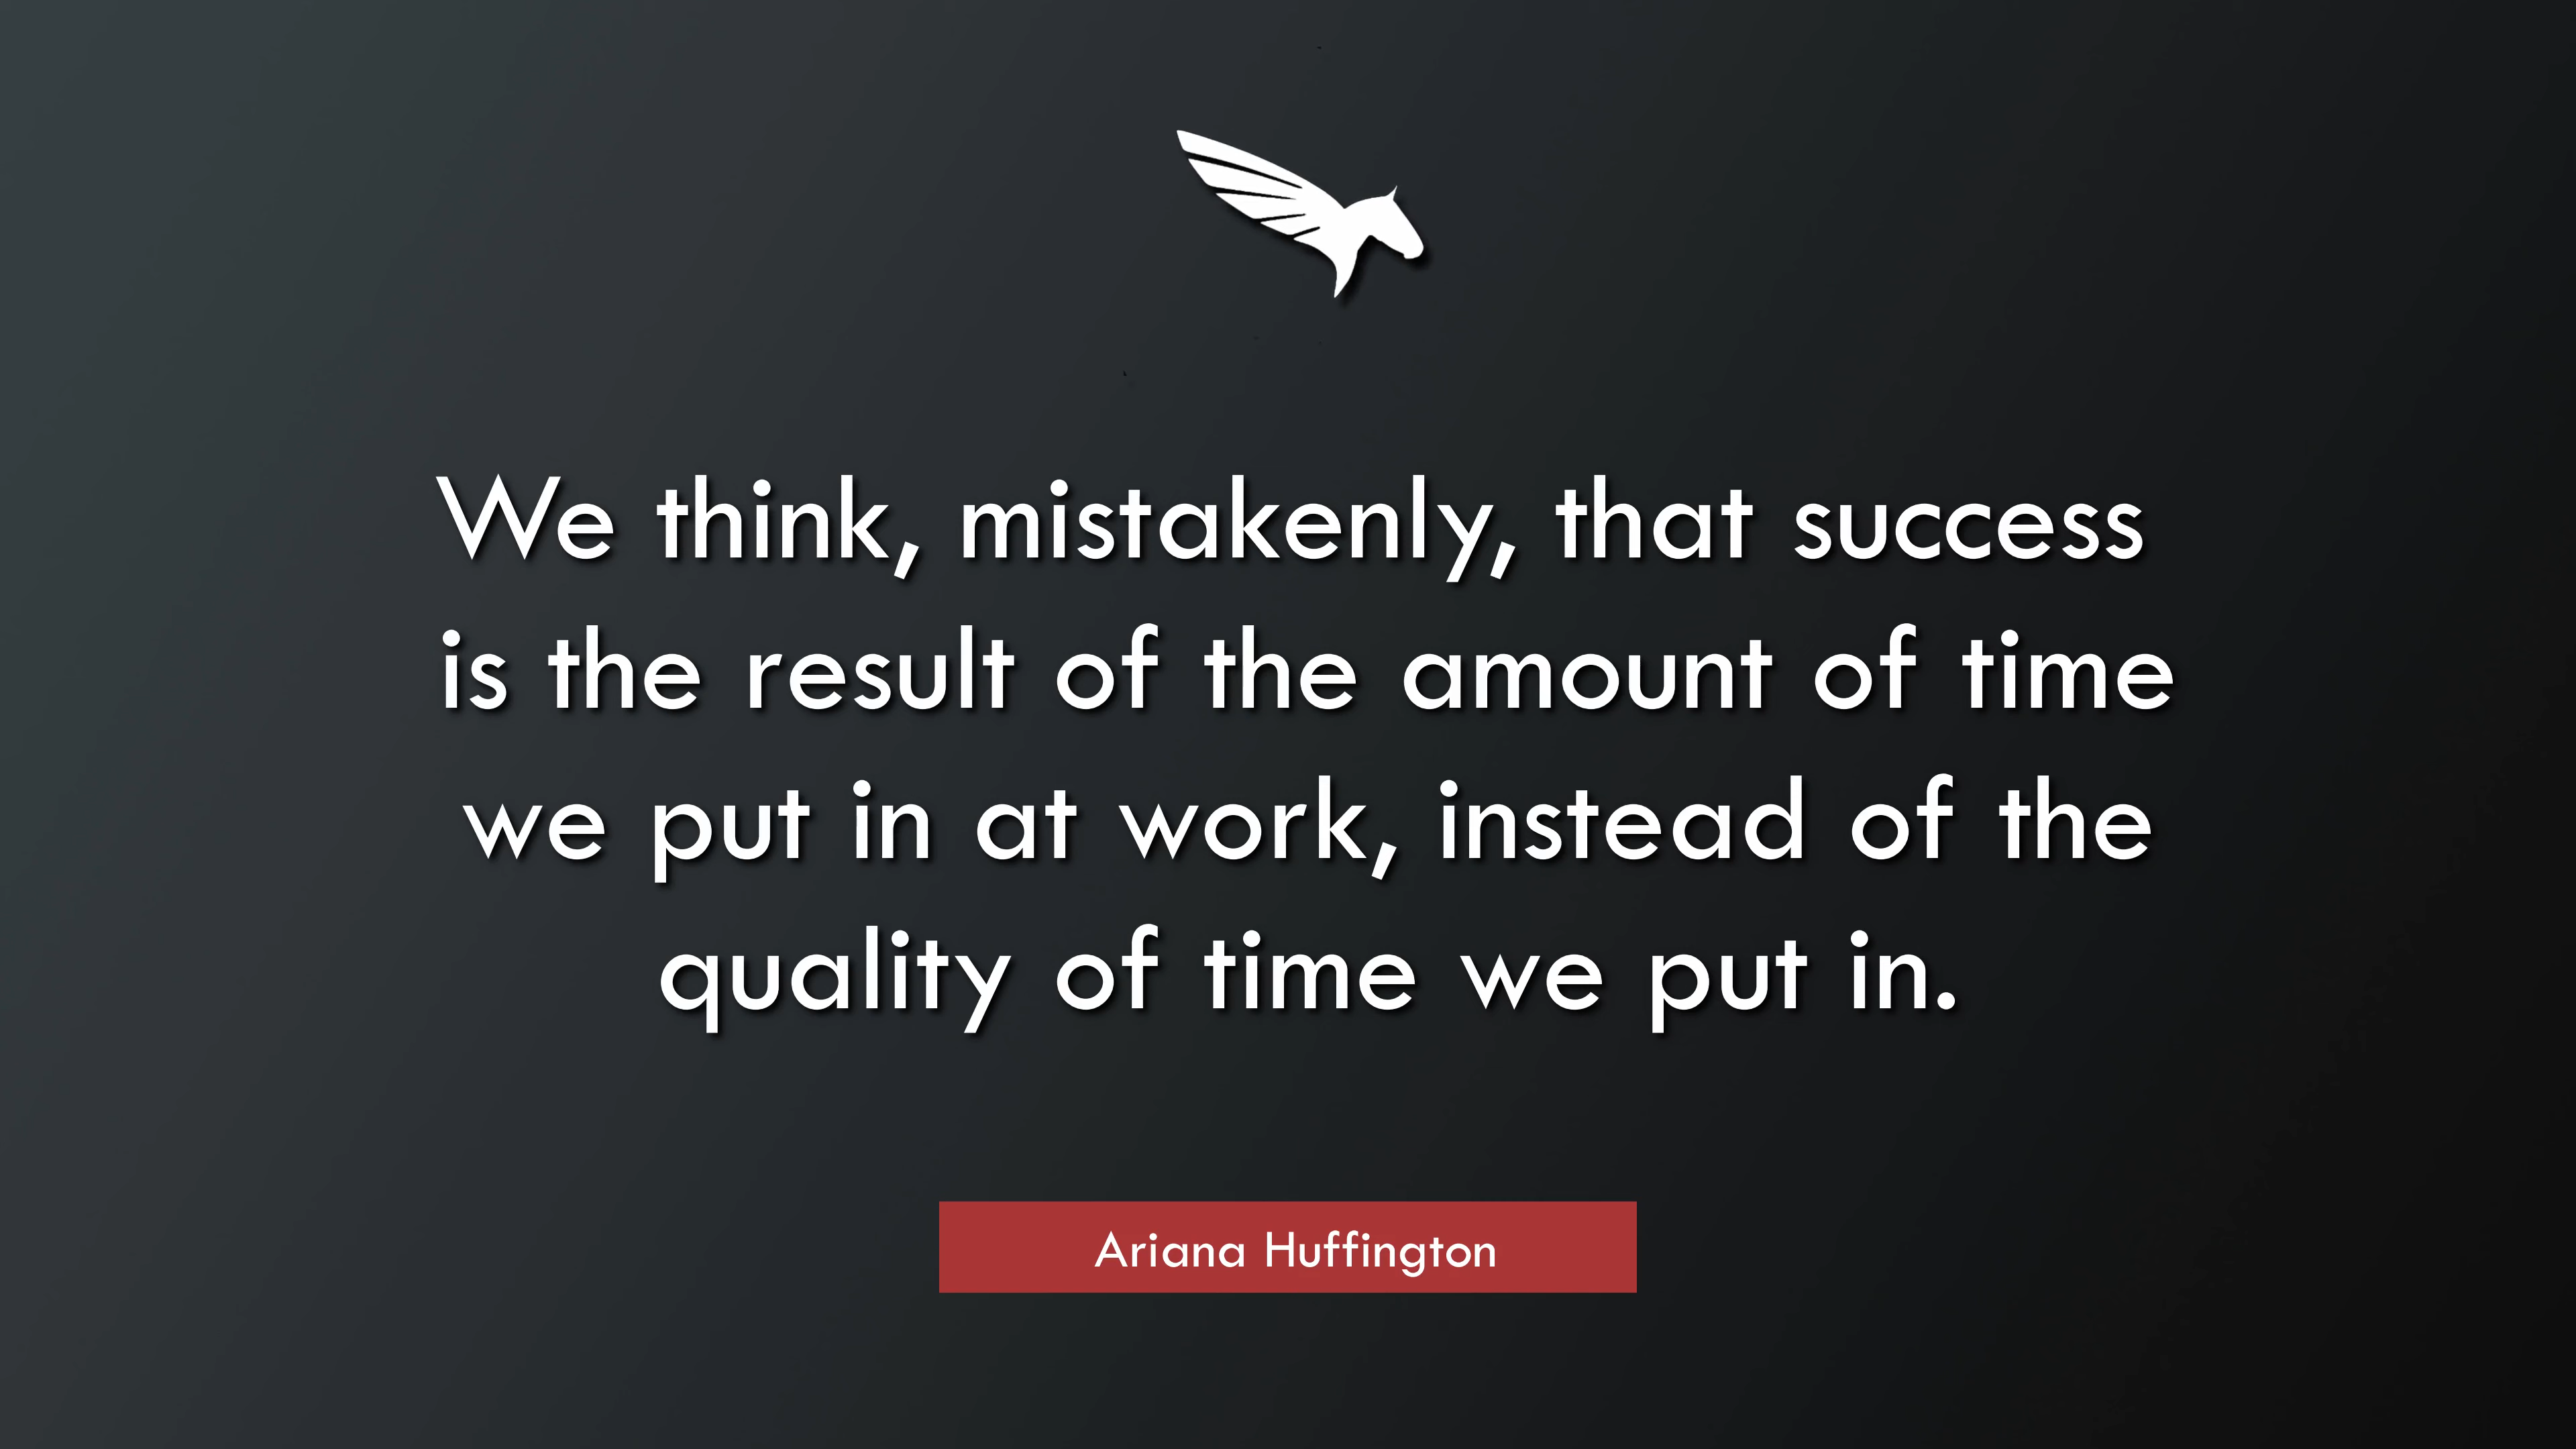 We think, mistakenly, that success
is the result of the amount of time
we put in at work, instead of the
quality of time we put in.
Ariana Huffington